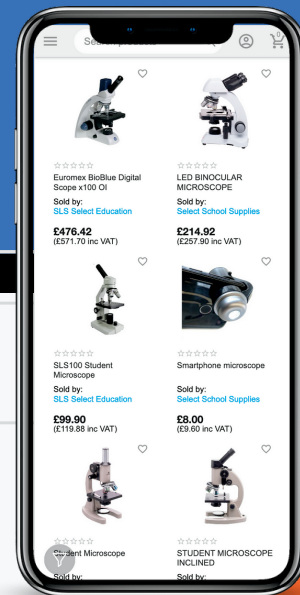 0
Euromex BioBlue Digital
Scope x100 OI
Sold by:
SLS Select Education
£476.42
(£571.70 inc VAT)
LED BINOCULAR
MICROSCOPE
Sold by:
Select School Supplies
£214.92
(£257.90 inc VAT)
SLS100 Student
Microscope
Sold by:
SLS Select Education
£99.90
(£119.88 inc VAT)
Smartphone microscope
Sold by:
Select School Supplies
£8.00
(£9.60 inc VAT)
Student Microscope
Sold by:
STUDENT MICROSCOPE
INCLINED
Sold by: